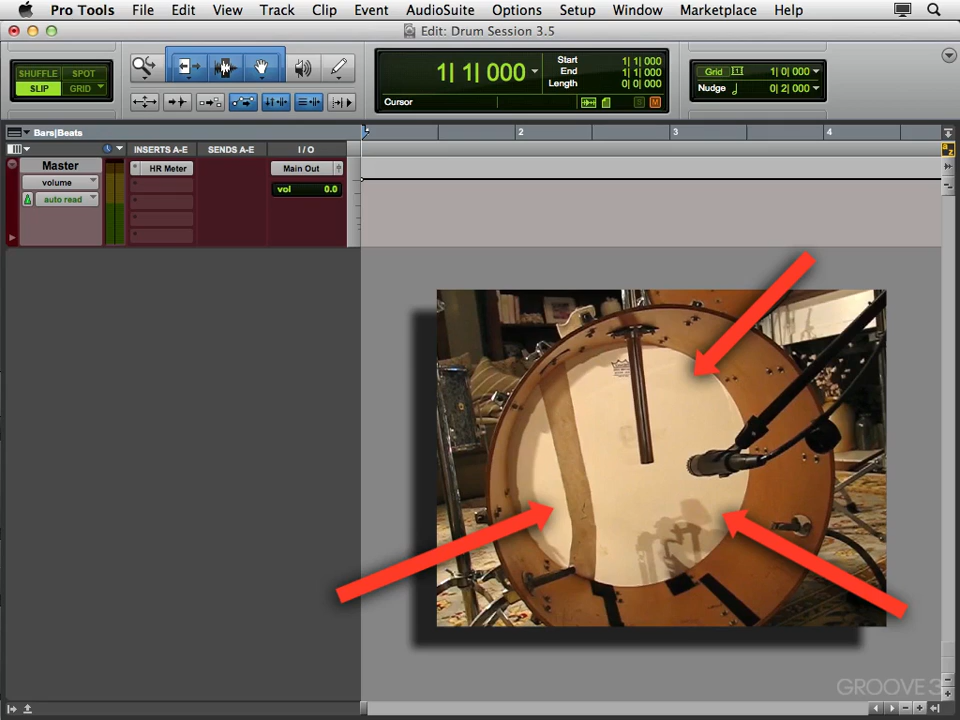 Pro Tools File Edit View Track Clip Event AudioSuite Options Setup Window Marketplace Help
Edit: Drum Session 3.5
SHUFFLE SPOT
SLIP GRID
1| 1| 000
Start 1| 1| 000
End 1| 1| 000
Length 0| 0| 000
Cursor
S M
Grid 1| 0| 000
Nudge 0| 2| 000
Bars|Beats
1 2 3 4
INSERTS A-E SENDS A-E I / O
a z
Master
HR Meter
Main Out
volume
vol 0.0
auto read
GROOVE 3